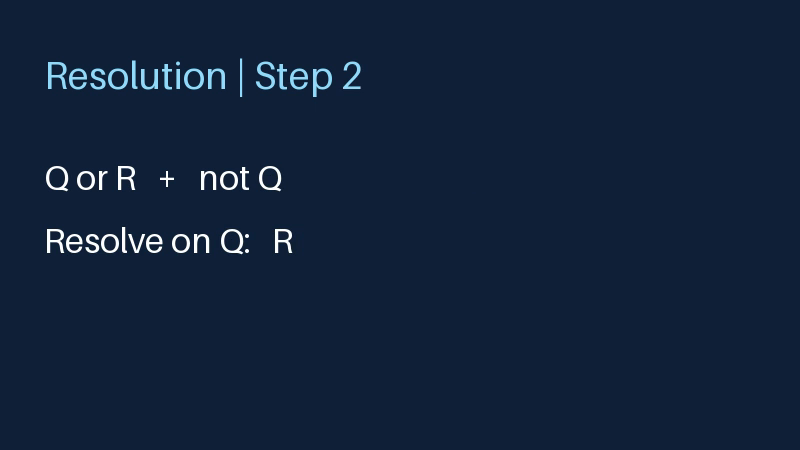 Resolution | Step 2
Q or R + not Q
Resolve on Q: R